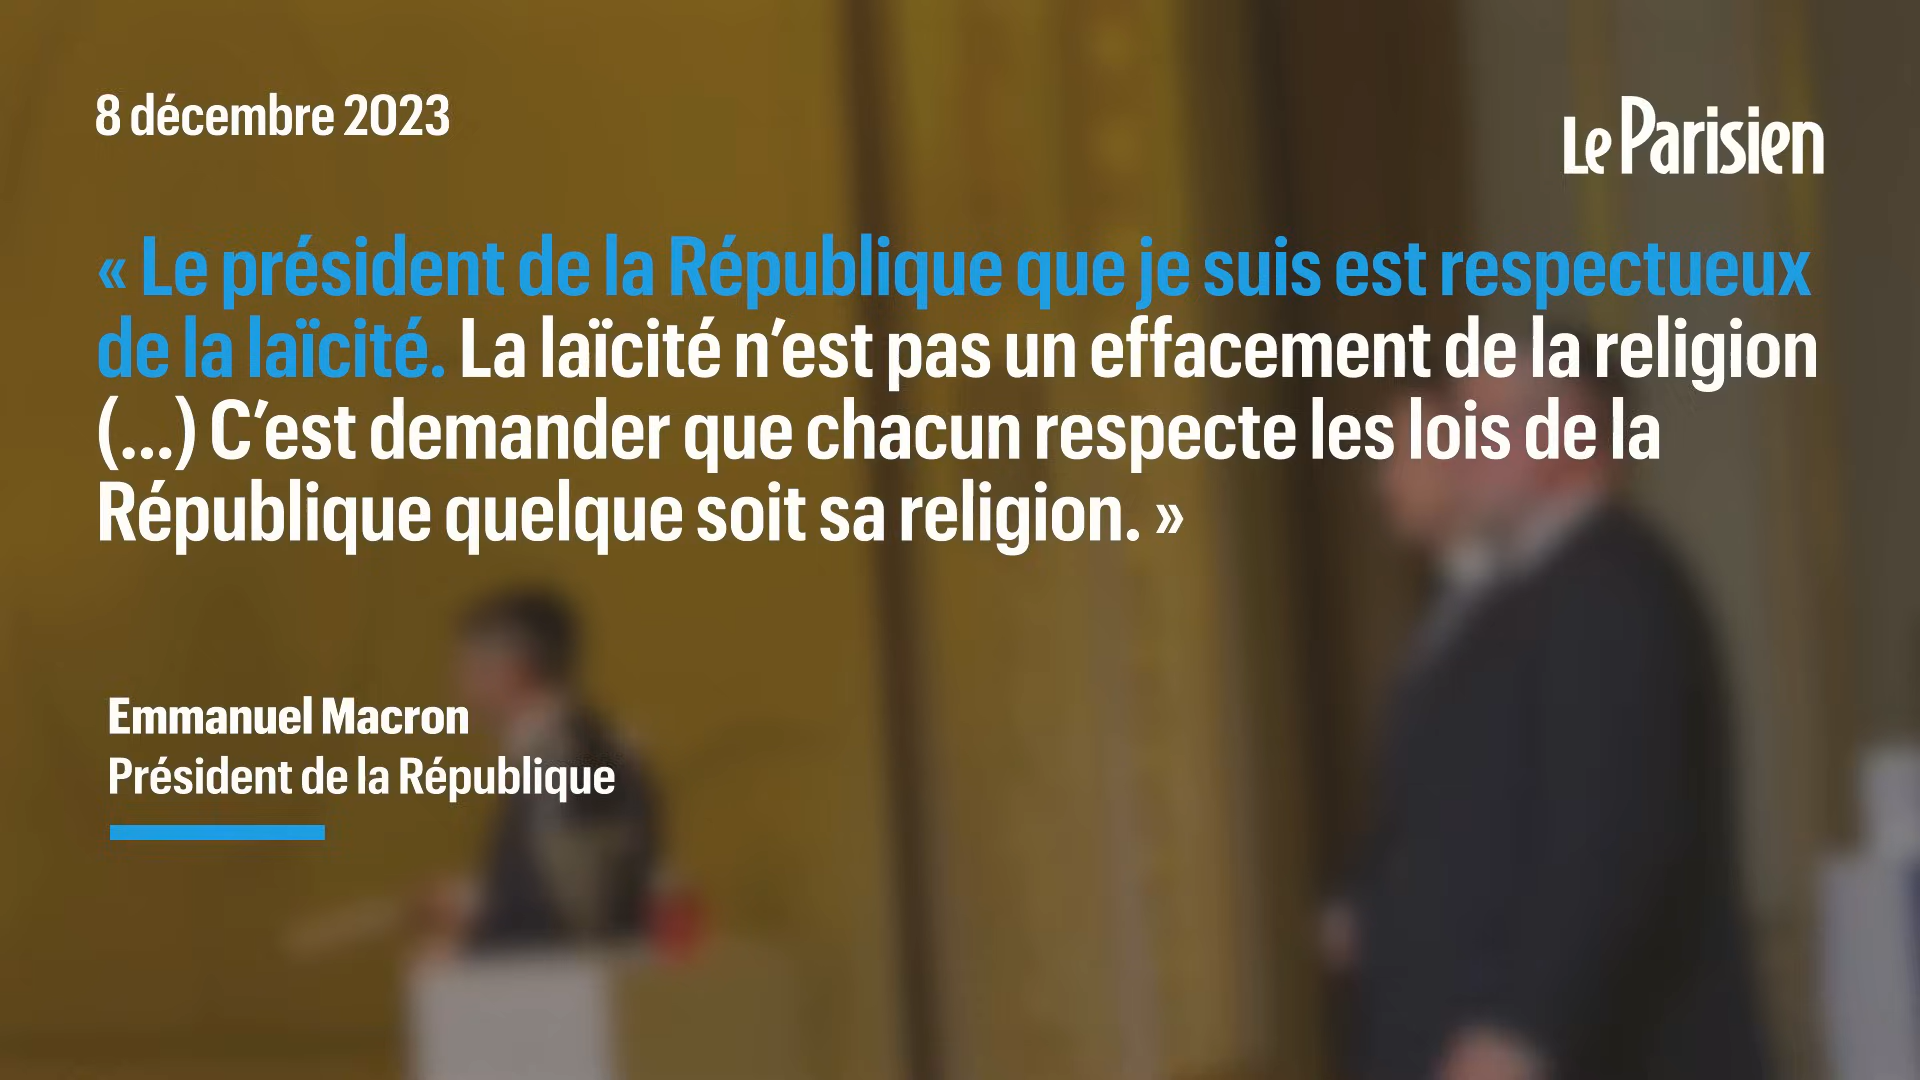 8 décembre 2023
Le Parisien
« Le président de la République que je suis est respectueux
de la laïcité. La laïcité n’est pas un effacement de la religion
(...) C’est demander que chacun respecte les lois de la
République quelque soit sa religion. »
Emmanuel Macron
Président de la République